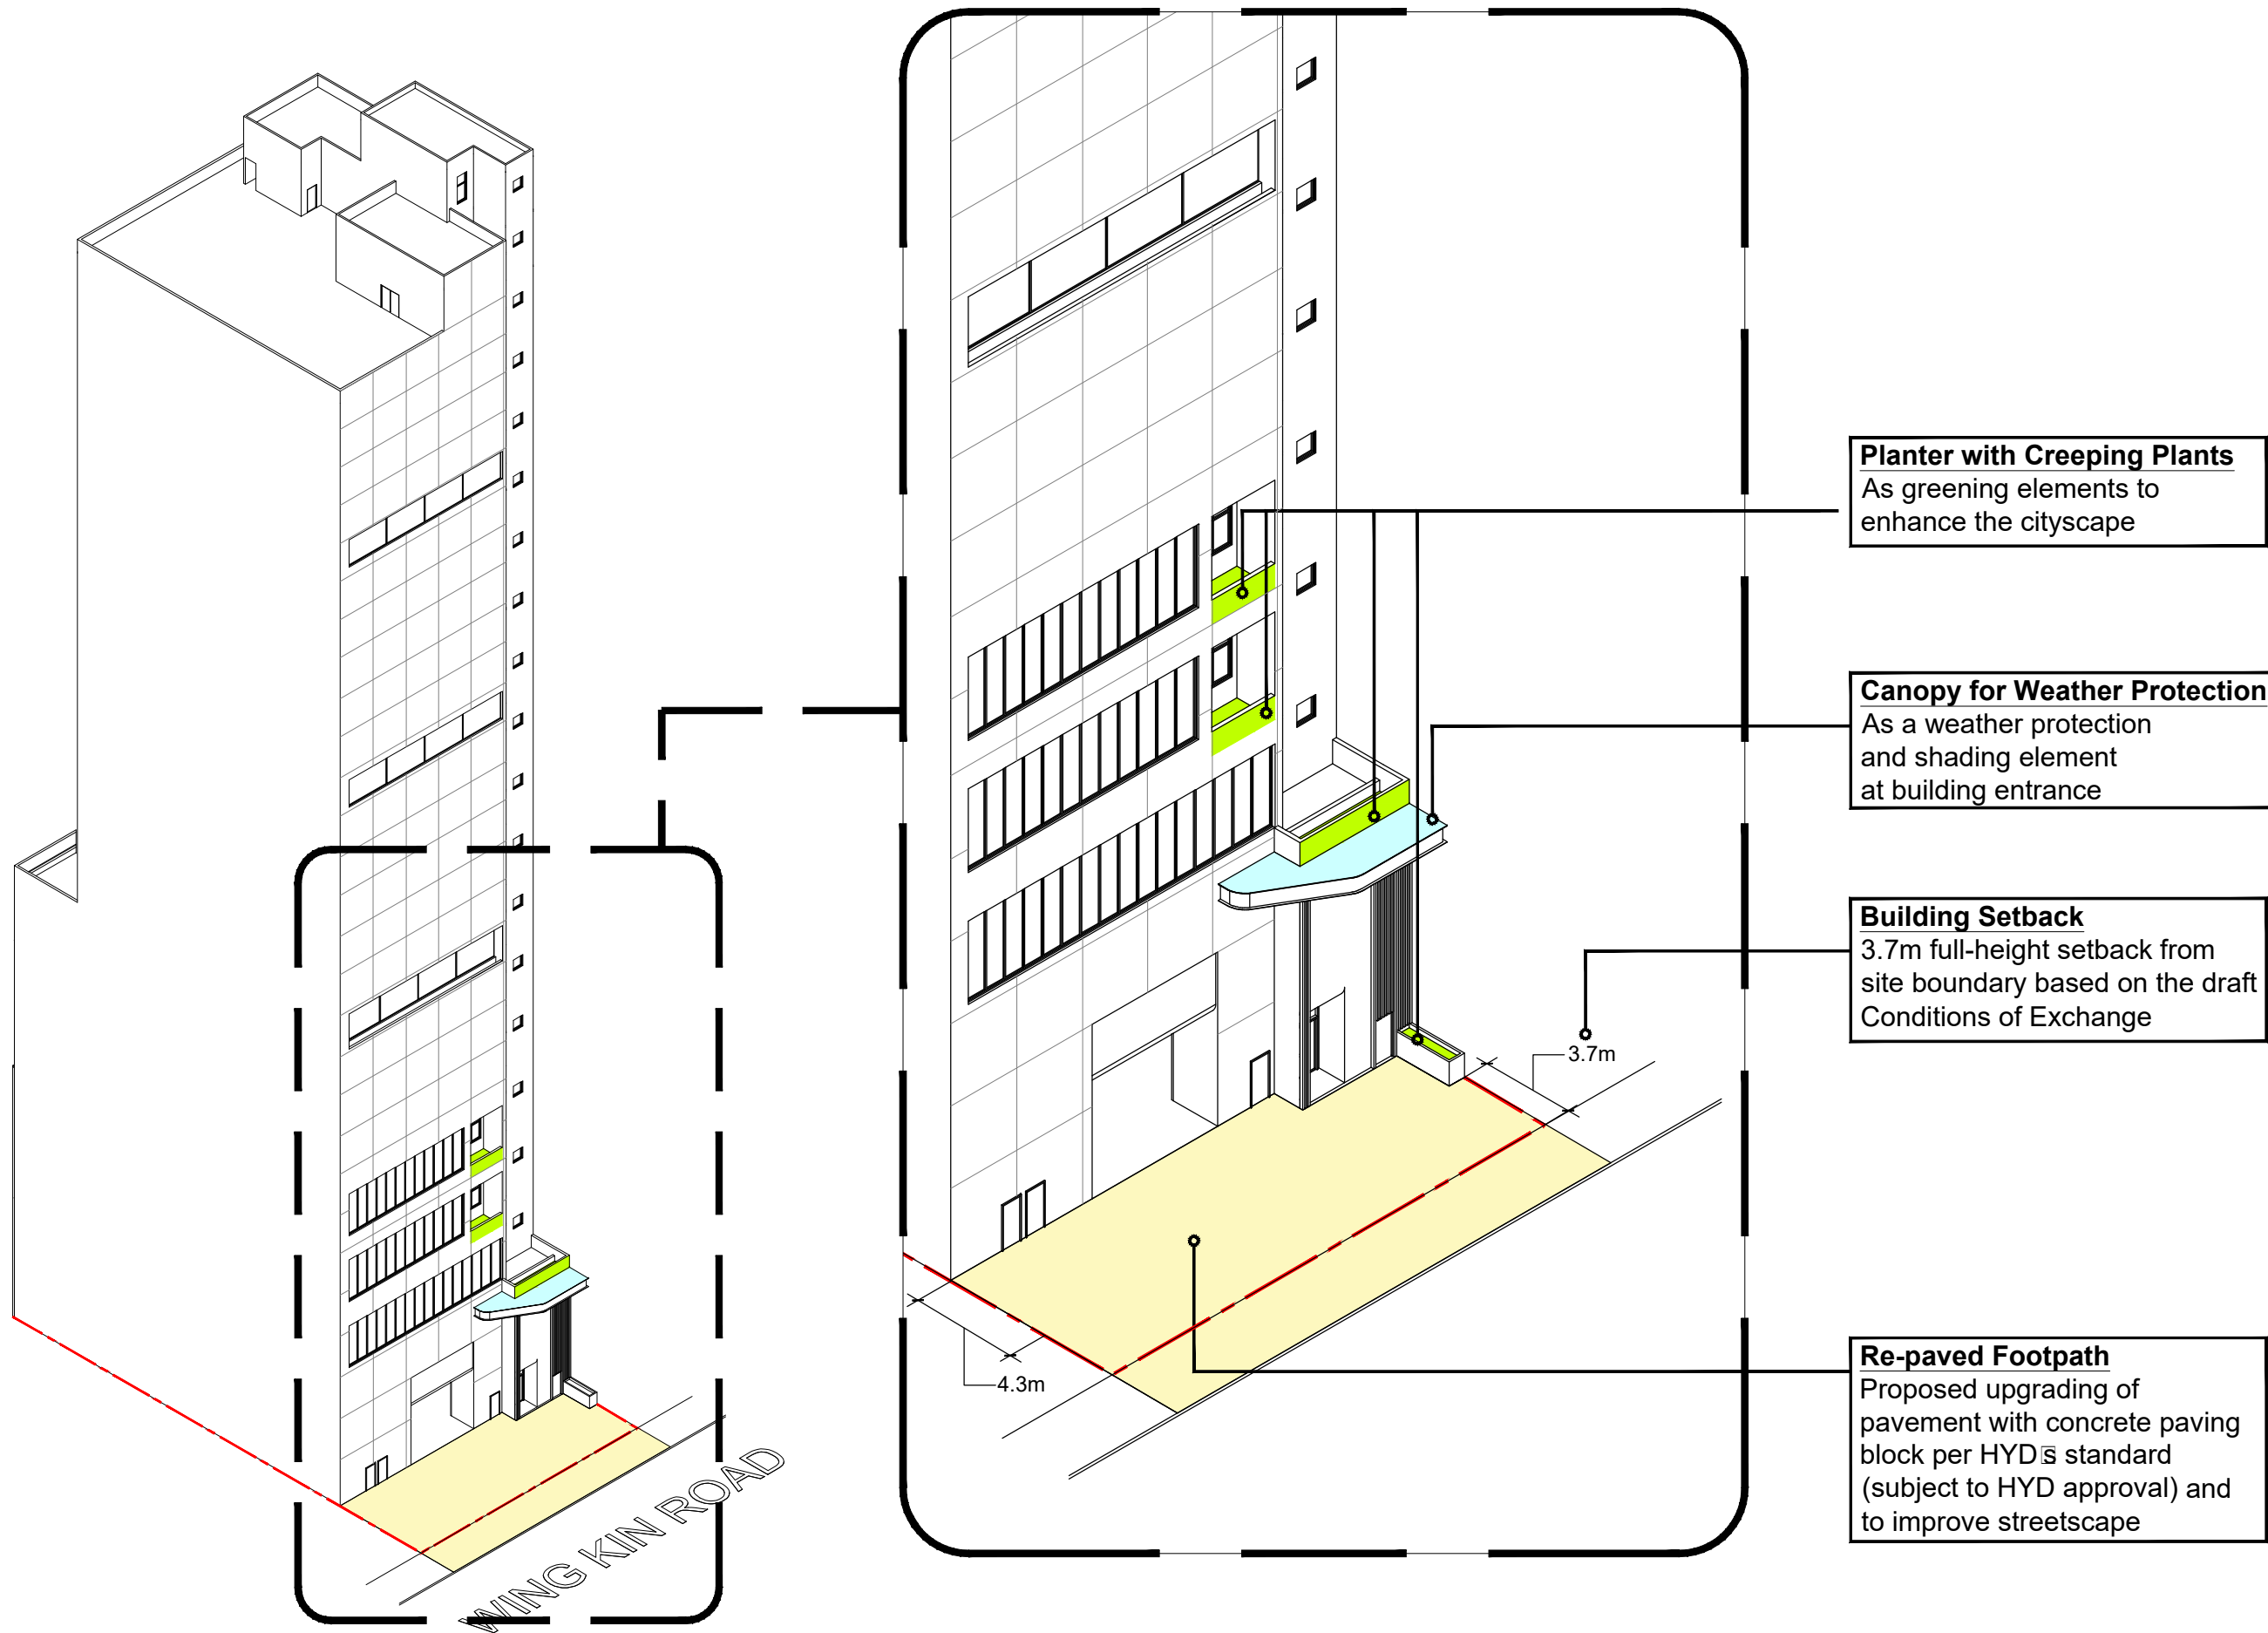 Planter with Creeping Plants
As greening elements to
enhance the cityscape
Canopy for Weather Protection
As a weather protection
and shading element
at building entrance
Building Setback
3.7m full-height setback from
site boundary based on the draft
Conditions of Exchange
3.7m
4.3m
Re-paved Footpath
Proposed upgrading of
pavement with concrete paving
block per HYD's standard
(subject to HYD approval) and
to improve streetscape
WING KIN ROAD